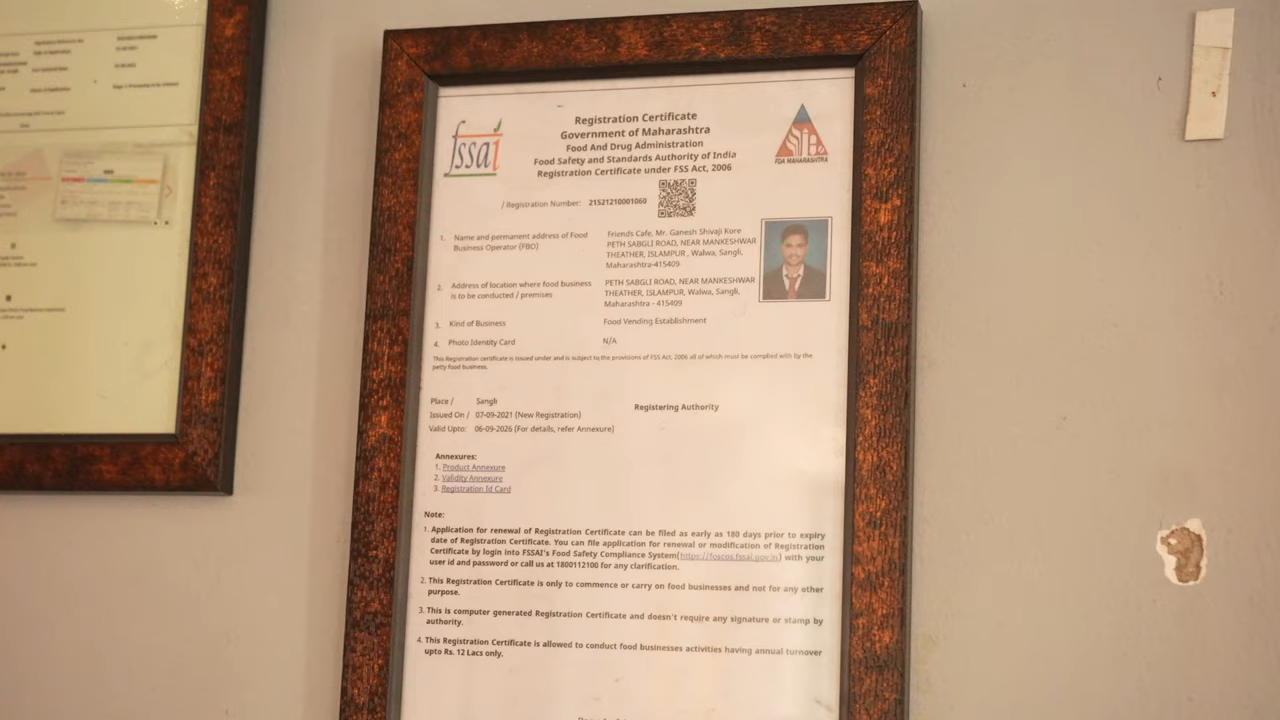 fssai
Registration Certificate
Government of Maharashtra
Food And Drug Administration
Food Safety and Standards Authority of India
Registration Certificate under FSS Act, 2006
FDA MAHARASHTRA
/ Registration Number: 21521210001060
1. Name and permanent address of Food
Business Operator (FBO)
Friends Cafe, Mr. Ganesh Shivaji Kore
PETH SABGLI ROAD, NEAR MANKESHWAR
THEATHER, ISLAMPUR , Walwa, Sangli,
Maharashtra-415409
2. Address of location where food business
is to be conducted / premises
PETH SABGLI ROAD, NEAR MANKESHWAR
THEATHER, ISLAMPUR, Walwa, Sangli,
Maharashtra - 415409
3. Kind of Business Food Vending Establishment
4. Photo Identity Card N/A
This Registration certificate is issued under and is subject to the provisions of FSS Act, 2006 all of which must be complied with by the
petty food business.
Place / Sangli
Issued On / 07-09-2021 (New Registration)
Valid Upto: 06-09-2026 (For details, refer Annexure)
Registering Authority
Annexures:
1. Product Annexure
2. Validity Annexure
3. Registration Id Card
Note:
1. Application for renewal of Registration Certificate can be filed as early as 180 days prior to expiry
date of Registration Certificate. You can file application for renewal or modification of Registration
Certificate by login into FSSAI's Food Safety Compliance System(https://foscos.fssai.gov.in) with your
user id and password or call us at 1800112100 for any clarification.
2. This Registration Certificate is only to commence or carry on food businesses and not for any other
purpose.
3. This is computer generated Registration Certificate and doesn't require any signature or stamp by
authority.
4. This Registration Certificate is allowed to conduct food businesses activities having annual turnover
upto Rs. 12 Lacs only.